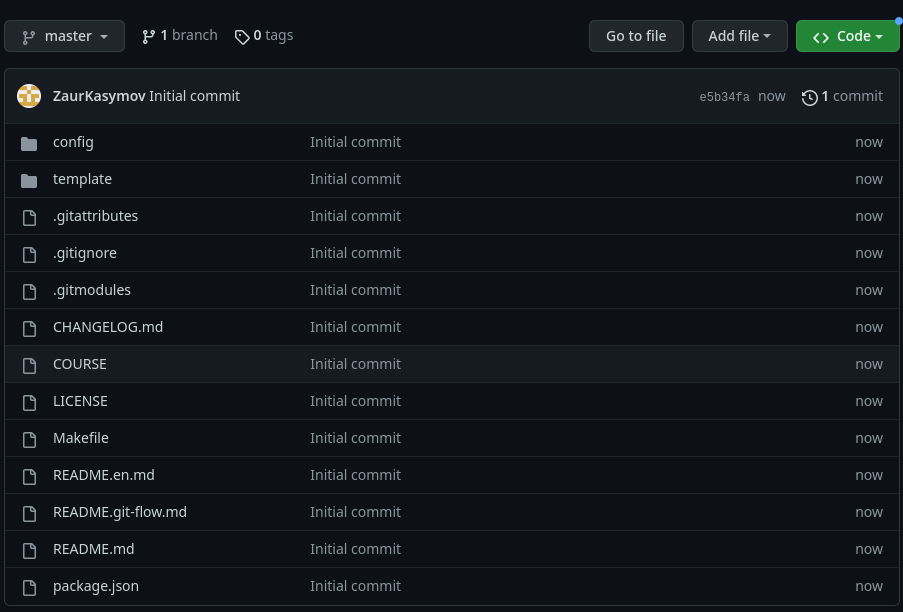 master 1 branch 0 tags Go to file Add file Code
ZaurKasymov Initial commit e5b34fa now 1 commit
config Initial commit now
template Initial commit now
.gitattributes Initial commit now
.gitignore Initial commit now
.gitmodules Initial commit now
CHANGELOG.md Initial commit now
COURSE Initial commit now
LICENSE Initial commit now
Makefile Initial commit now
README.en.md Initial commit now
README.git-flow.md Initial commit now
README.md Initial commit now
package.json Initial commit now